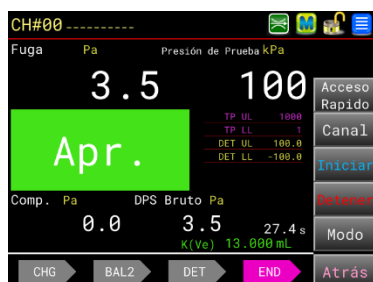 CH#00 ----------
M
Fuga Pa Presión de Prueba kPa
3.5 100
TP UL 1000
TP LL 1
DET UL 100.0
DET LL -100.0
Apr.
Comp. Pa DPS Bruto Pa
0.0 3.5 27.4 s
K(Ve) 13.000 mL
CHG BAL2 DET END
Acceso
Rapido
Canal
Iniciar
Detener
Modo
Atrás